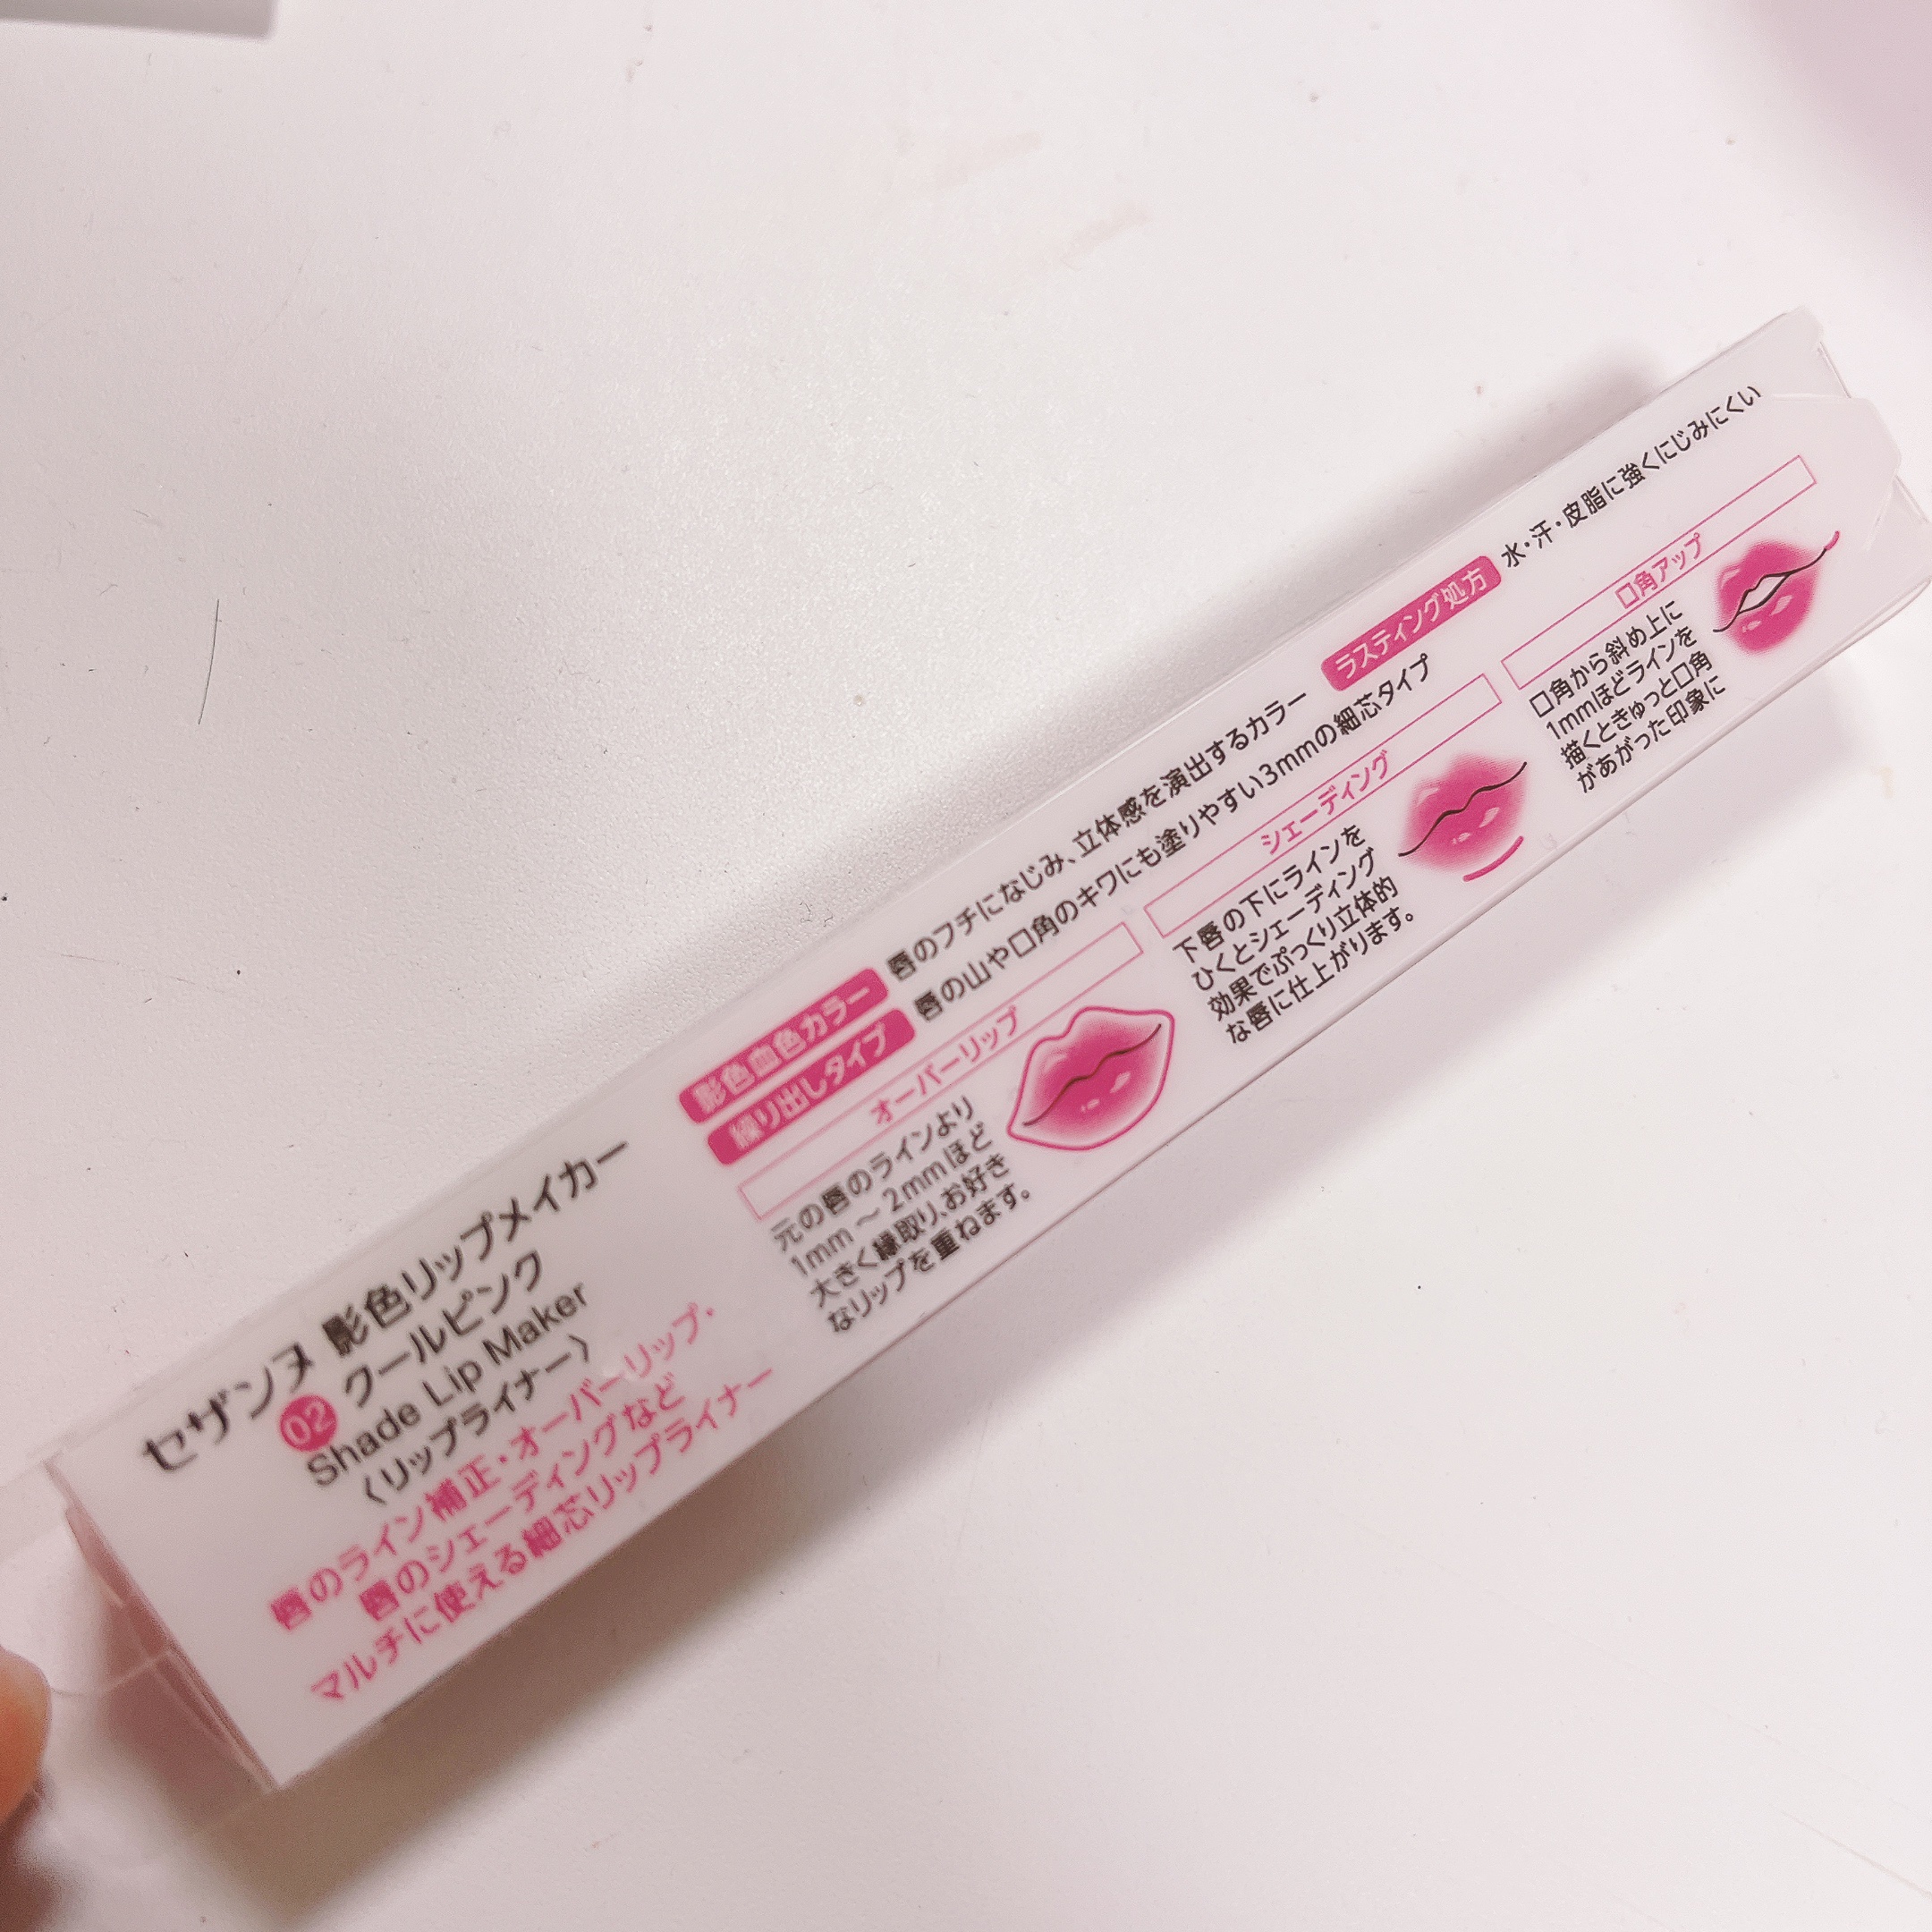 セザンヌ 影色リップメイカー
02 クールピンク
Shade Lip Maker
〈リップライナー〉
唇のライン補正・オーバーリップ・
唇のシェーディングなど
マルチに使える細芯リップライナー
影色血色カラー 唇のフチになじみ、立体感を演出するカラー
ラスティング処方 水・汗・皮脂に強くにじみにくい
繰り出しタイプ 唇の山や口角のキワにも塗りやすい3mmの細芯タイプ
オーバーリップ
元の唇のラインより
1mm～2mmほど
大きく縁取り、お好き
なリップを重ねます。
シェーディング
下唇の下にラインを
ひくとシェーディング
効果でぷっくり立体的
な唇に仕上がります。
口角アップ
口角から斜め上に
1mmほどラインを
描くときゅっと口角
があがった印象に